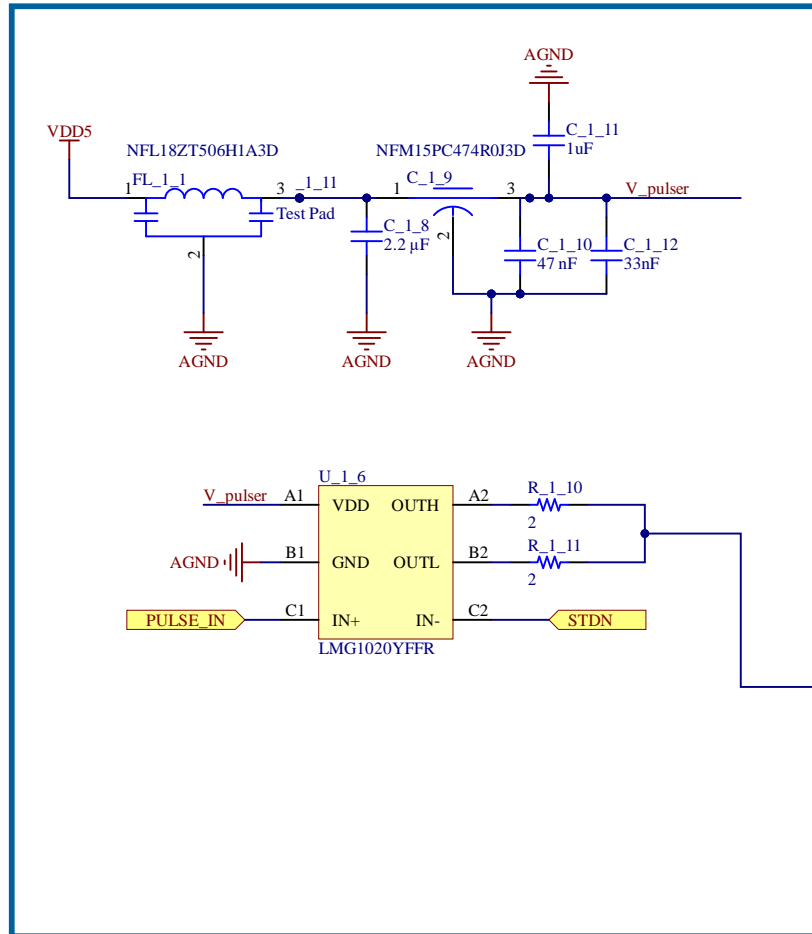 AGND
VDD5
C_1_11
1uF
NFL18ZT506H1A3D
NFM15PC474R0J3D
FL_1_1
1
3
_1_11
Test Pad
2
C_1_9
1
3
2
V_pulser
C_1_8
2.2 µF
C_1_10
47 nF
C_1_12
33nF
AGND
AGND
AGND
U_1_6
V_pulser
A1
VDD
OUTH
A2
R_1_10
2
AGND
B1
GND
OUTL
B2
R_1_11
2
PULSE_IN
C1
IN+
IN-
C2
STDN
LMG1020YFFR